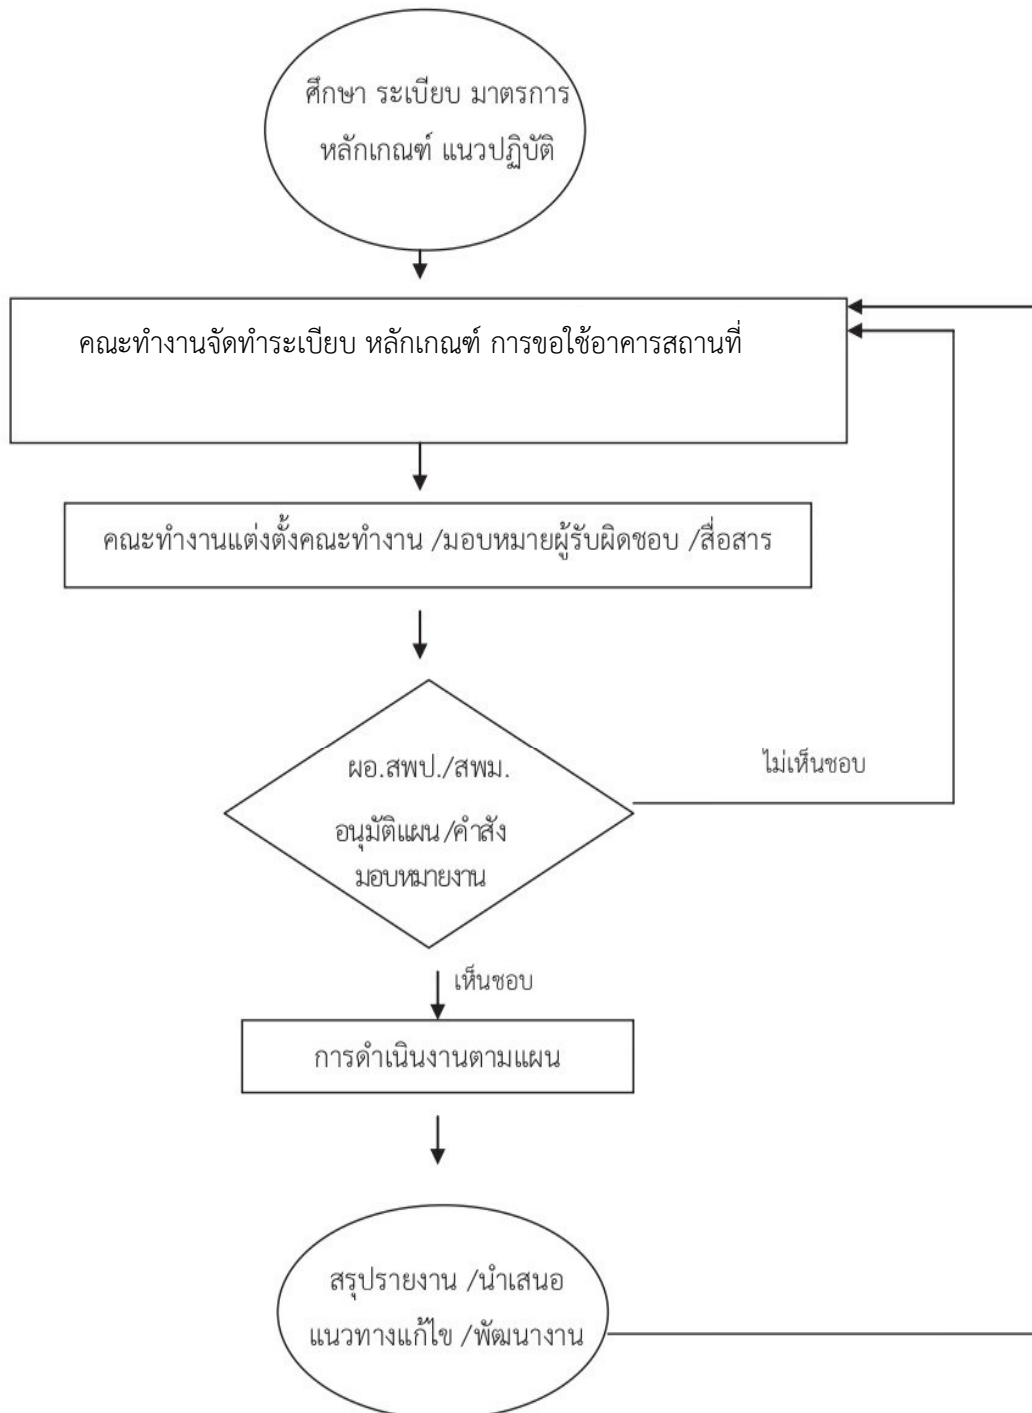 ศึกษา ระเบียบ มาตรการ
หลักเกณฑ์ แนวปฏิบัติ
คณะทำงานจัดทำระเบียบ หลักเกณฑ์ การขอใช้อาคารสถานที่
คณะทำงานแต่งตั้งคณะทำงาน /มอบหมายผู้รับผิดชอบ /สื่อสาร
ผอ.สพป./สพม.
อนุมัติแผน /คำสัง
มอบหมายงาน
ไม่เห็นชอบ
เห็นชอบ
การดำเนินงานตามแผน
สรุปรายงาน /นำเสนอ
แนวทางแก้ไข /พัฒนางาน